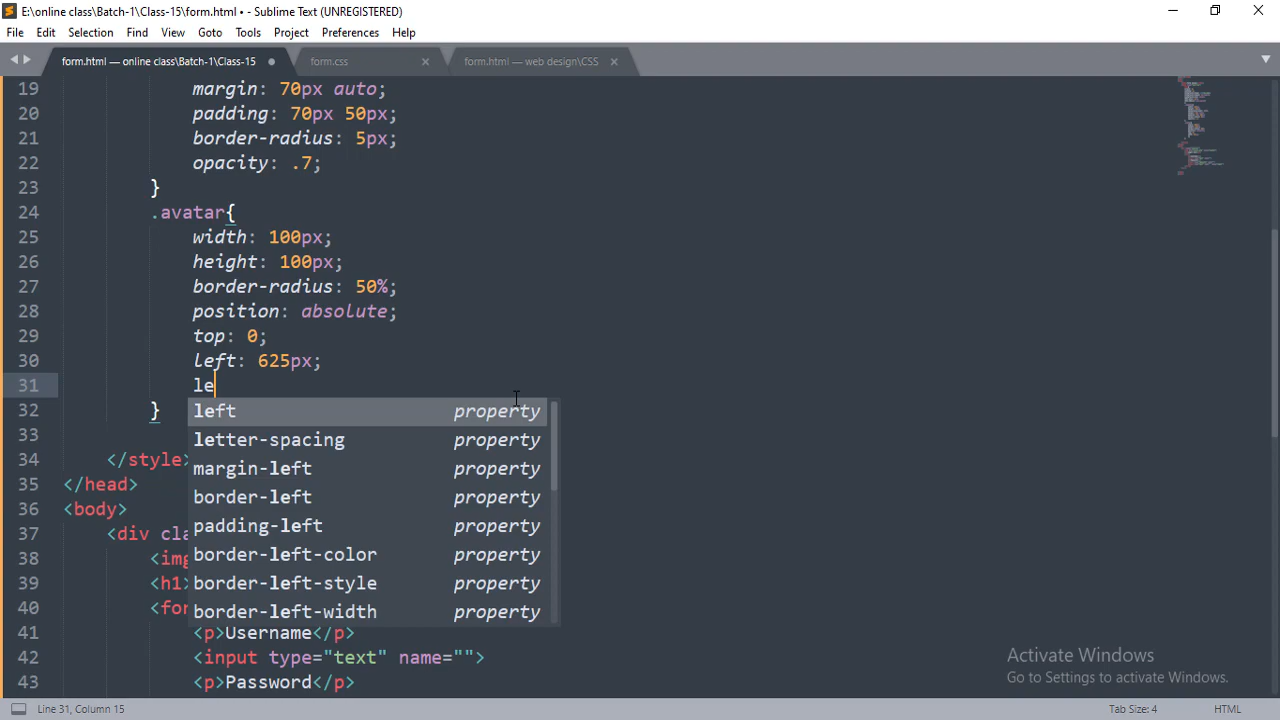 E:\online class\Batch-1\Class-15\form.html • - Sublime Text (UNREGISTERED)
File Edit Selection Find View Goto Tools Project Preferences Help
form.html — online class\Batch-1\Class-15 form.css form.html — web design\CSS
19 margin: 70px auto;
20 padding: 70px 50px;
21 border-radius: 5px;
22 opacity: .7;
23 }
24 .avatar{
25 width: 100px;
26 height: 100px;
27 border-radius: 50%;
28 position: absolute;
29 top: 0;
30 left: 625px;
31 le
32 }
left property
33
letter-spacing property
34 </style>
margin-left property
35 </head>
border-left property
36 <body>
padding-left property
37 <div cla
38 <img
border-left-color property
39 <h1
border-left-style property
40 <for
border-left-width property
41 <p>Username</p>
42 <input type="text" name="">
43 <p>Password</p>
Activate Windows
Go to Settings to activate Windows.
Line 31, Column 15 Tab Size: 4 HTML